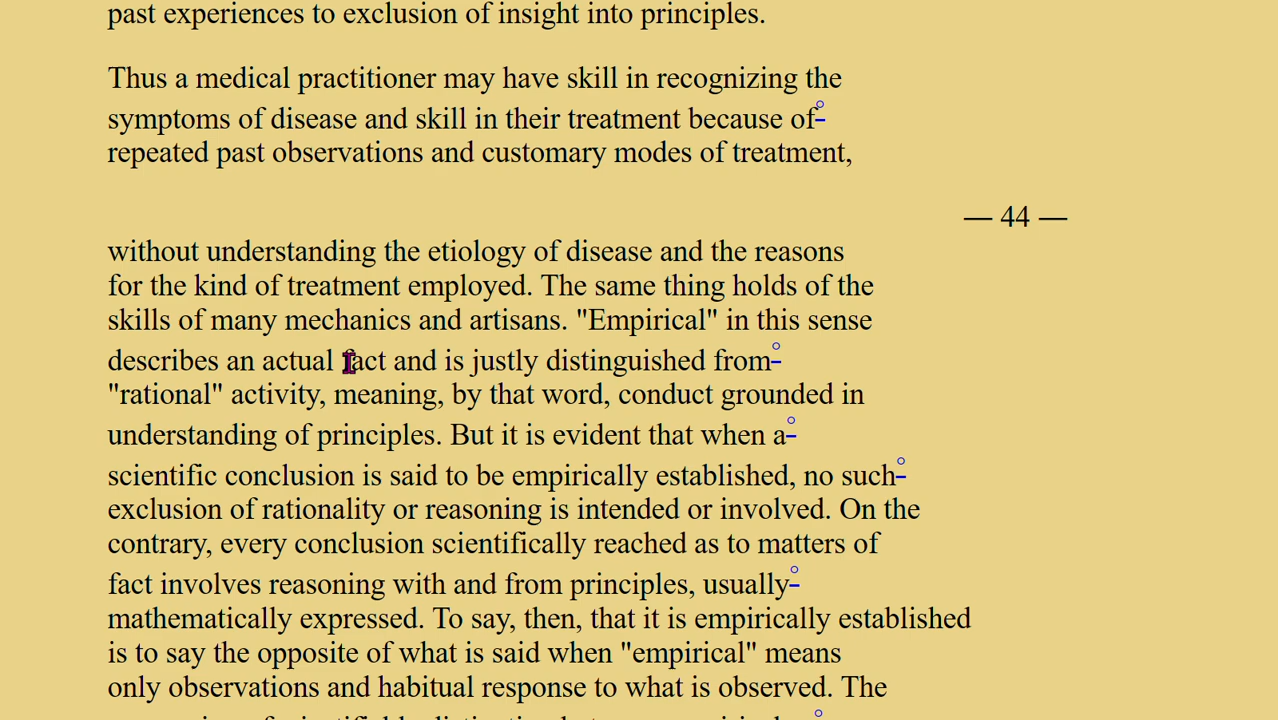 past experiences to exclusion of insight into principles.
Thus a medical practitioner may have skill in recognizing the
symptoms of disease and skill in their treatment because of°
repeated past observations and customary modes of treatment,
— 44 —
without understanding the etiology of disease and the reasons
for the kind of treatment employed. The same thing holds of the
skills of many mechanics and artisans. "Empirical" in this sense
describes an actual fact and is justly distinguished from°
"rational" activity, meaning, by that word, conduct grounded in
understanding of principles. But it is evident that when a°
scientific conclusion is said to be empirically established, no such°
exclusion of rationality or reasoning is intended or involved. On the
contrary, every conclusion scientifically reached as to matters of
fact involves reasoning with and from principles, usually°
mathematically expressed. To say, then, that it is empirically established
is to say the opposite of what is said when "empirical" means
only observations and habitual response to what is observed. The